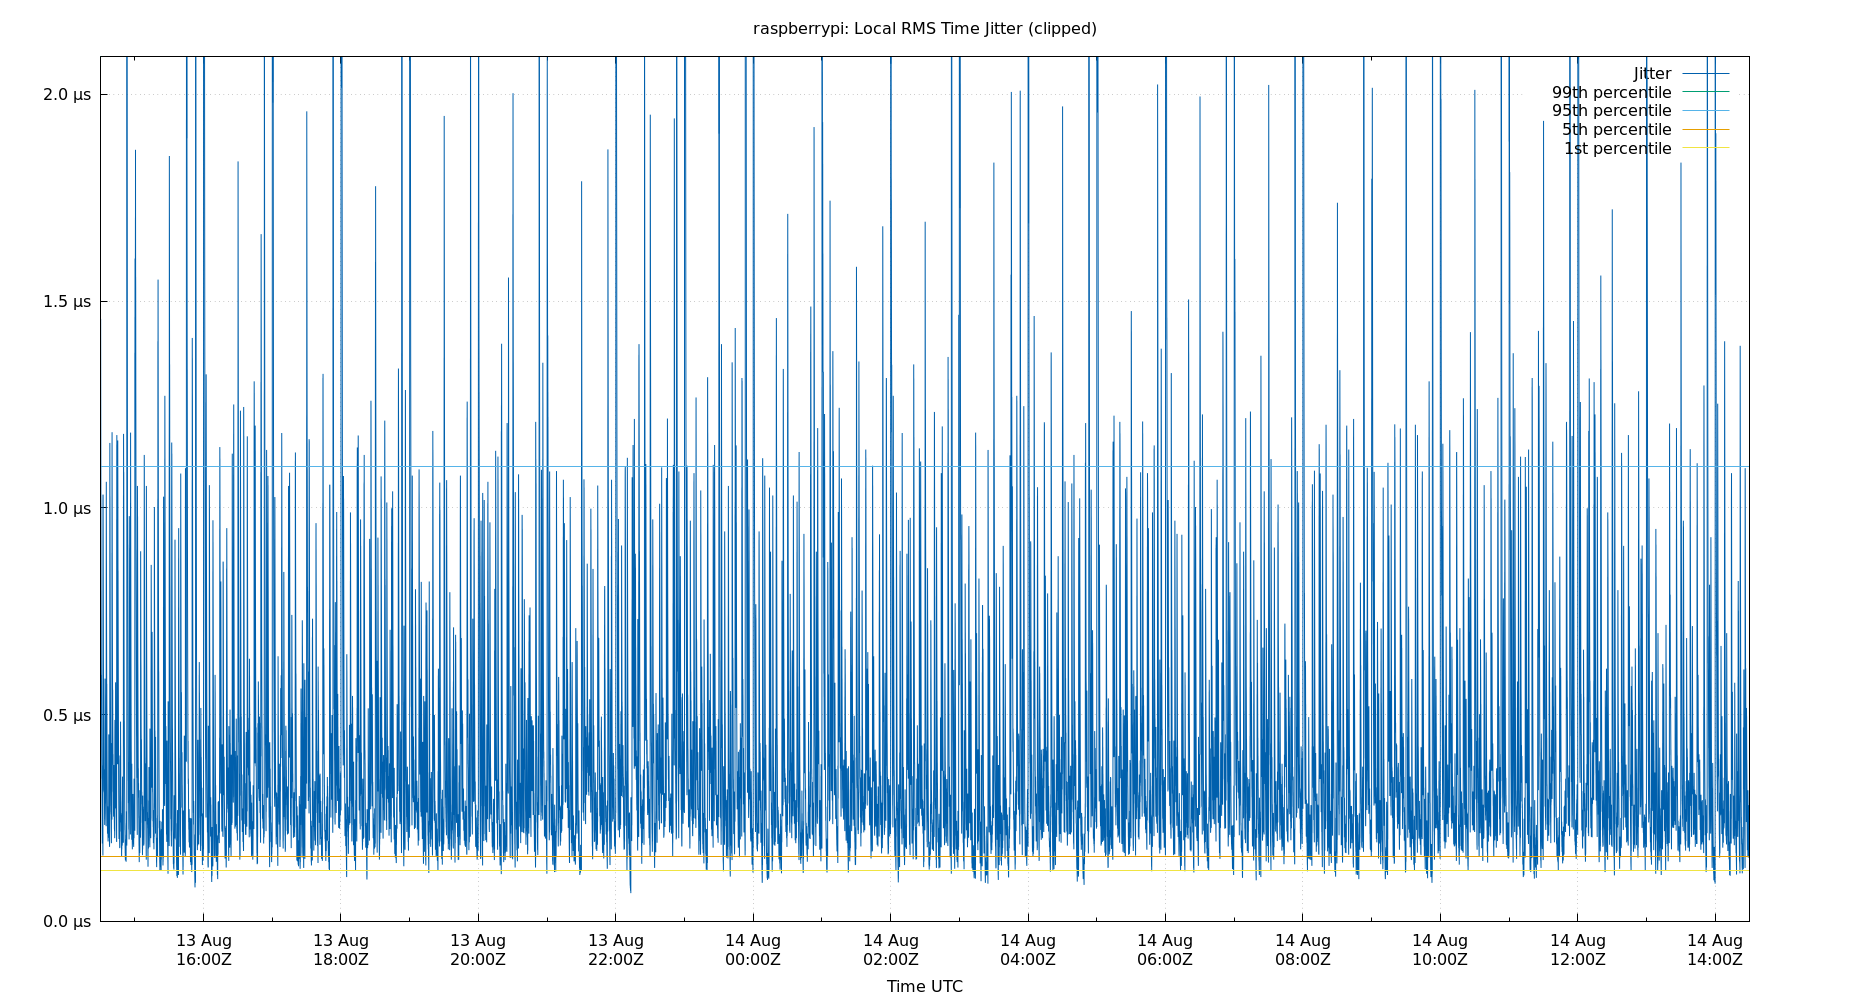 raspberrypi: Local RMS Time Jitter (clipped)
Jitter
99th percentile
95th percentile
5th percentile
1st percentile
2.0 μs
1.5 μs
1.0 μs
0.5 μs
0.0 μs
13 Aug 13 Aug 13 Aug 13 Aug 14 Aug 14 Aug 14 Aug 14 Aug 14 Aug 14 Aug 14 Aug 14 Aug
16:00Z 18:00Z 20:00Z 22:00Z 00:00Z 02:00Z 04:00Z 06:00Z 08:00Z 10:00Z 12:00Z 14:00Z
Time UTC